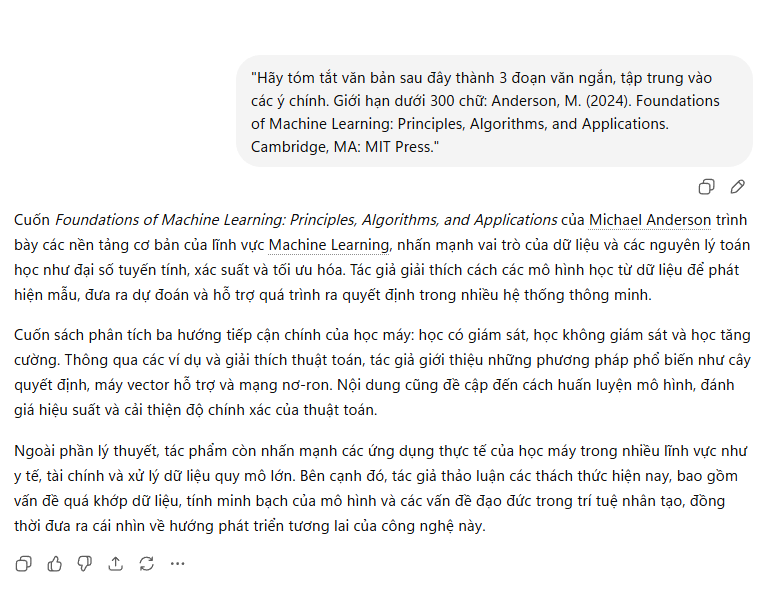 "Hãy tóm tắt văn bản sau đây thành 3 đoạn văn ngắn, tập trung vào
các ý chính. Giới hạn dưới 300 chữ: Anderson, M. (2024). Foundations
of Machine Learning: Principles, Algorithms, and Applications.
Cambridge, MA: MIT Press."
Cuốn Foundations of Machine Learning: Principles, Algorithms, and Applications của Michael Anderson trình
bày các nền tảng cơ bản của lĩnh vực Machine Learning, nhấn mạnh vai trò của dữ liệu và các nguyên lý toán
học như đại số tuyến tính, xác suất và tối ưu hóa. Tác giả giải thích cách các mô hình học từ dữ liệu để phát
hiện mẫu, đưa ra dự đoán và hỗ trợ quá trình ra quyết định trong nhiều hệ thống thông minh.
Cuốn sách phân tích ba hướng tiếp cận chính của học máy: học có giám sát, học không giám sát và học tăng
cường. Thông qua các ví dụ và giải thích thuật toán, tác giả giới thiệu những phương pháp phổ biến như cây
quyết định, máy vector hỗ trợ và mạng nơ-ron. Nội dung cũng đề cập đến cách huấn luyện mô hình, đánh
giá hiệu suất và cải thiện độ chính xác của thuật toán.
Ngoài phần lý thuyết, tác phẩm còn nhấn mạnh các ứng dụng thực tế của học máy trong nhiều lĩnh vực như
y tế, tài chính và xử lý dữ liệu quy mô lớn. Bên cạnh đó, tác giả thảo luận các thách thức hiện nay, bao gồm
vấn đề quá khớp dữ liệu, tính minh bạch của mô hình và các vấn đề đạo đức trong trí tuệ nhân tạo, đồng
thời đưa ra cái nhìn về hướng phát triển tương lai của công nghệ này.